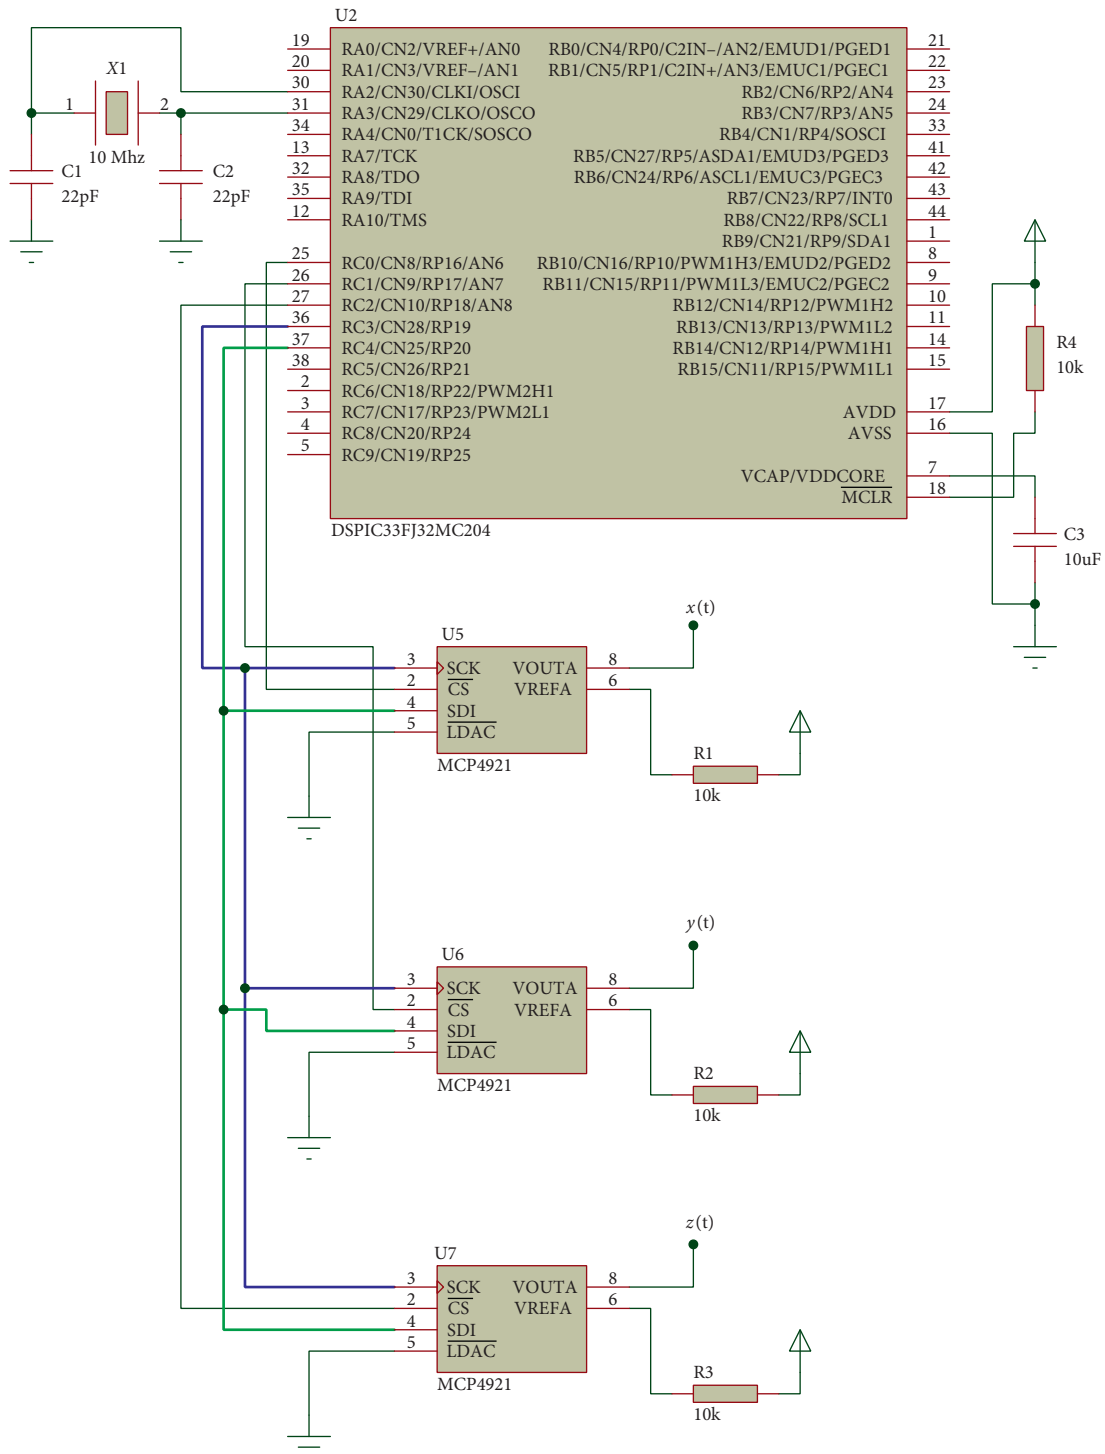 U2
19 RA0/CN2/VREF+/AN0 RB0/CN4/RP0/C2IN–/AN2/EMUD1/PGED1 21
20 RA1/CN3/VREF–/AN1 RB1/CN5/RP1/C2IN+/AN3/EMUC1/PGEC1 22
30 RA2/CN30/CLKI/OSCI RB2/CN6/RP2/AN4 23
31 RA3/CN29/CLKO/OSCO RB3/CN7/RP3/AN5 24
34 RA4/CN0/T1CK/SOSCO RB4/CN1/RP4/SOSCI 33
13 RA7/TCK RB5/CN27/RP5/ASDA1/EMUD3/PGED3 41
32 RA8/TDO RB6/CN24/RP6/ASCL1/EMUC3/PGEC3 42
35 RA9/TDI RB7/CN23/RP7/INT0 43
12 RA10/TMS RB8/CN22/RP8/SCL1 44
RB9/CN21/RP9/SDA1 1
25 RC0/CN8/RP16/AN6 RB10/CN16/RP10/PWM1H3/EMUD2/PGED2 8
26 RC1/CN9/RP17/AN7 RB11/CN15/RP11/PWM1L3/EMUC2/PGEC2 9
27 RC2/CN10/RP18/AN8 RB12/CN14/RP12/PWM1H2 10
36 RC3/CN28/RP19 RB13/CN13/RP13/PWM1L2 11
37 RC4/CN25/RP20 RB14/CN12/RP14/PWM1H1 14
38 RC5/CN26/RP21 RB15/CN11/RP15/PWM1L1 15
2 RC6/CN18/RP22/PWM2H1
3 RC7/CN17/RP23/PWM2L1 AVDD 17
4 RC8/CN20/RP24 AVSS 16
5 RC9/CN19/RP25
VCAP/VDDCORE 7
MCLR 18
DSPIC33FJ32MC204
X1
1 2
10 Mhz
C1
22pF
C2
22pF
R4
10k
C3
10uF
x(t)
U5
3 SCK VOUTA 8
2 CS VREFA 6
4 SDI
5 LDAC
MCP4921
R1
10k
y(t)
U6
3 SCK VOUTA 8
2 CS VREFA 6
4 SDI
5 LDAC
MCP4921
R2
10k
z(t)
U7
3 SCK VOUTA 8
2 CS VREFA 6
4 SDI
5 LDAC
MCP4921
R3
10k